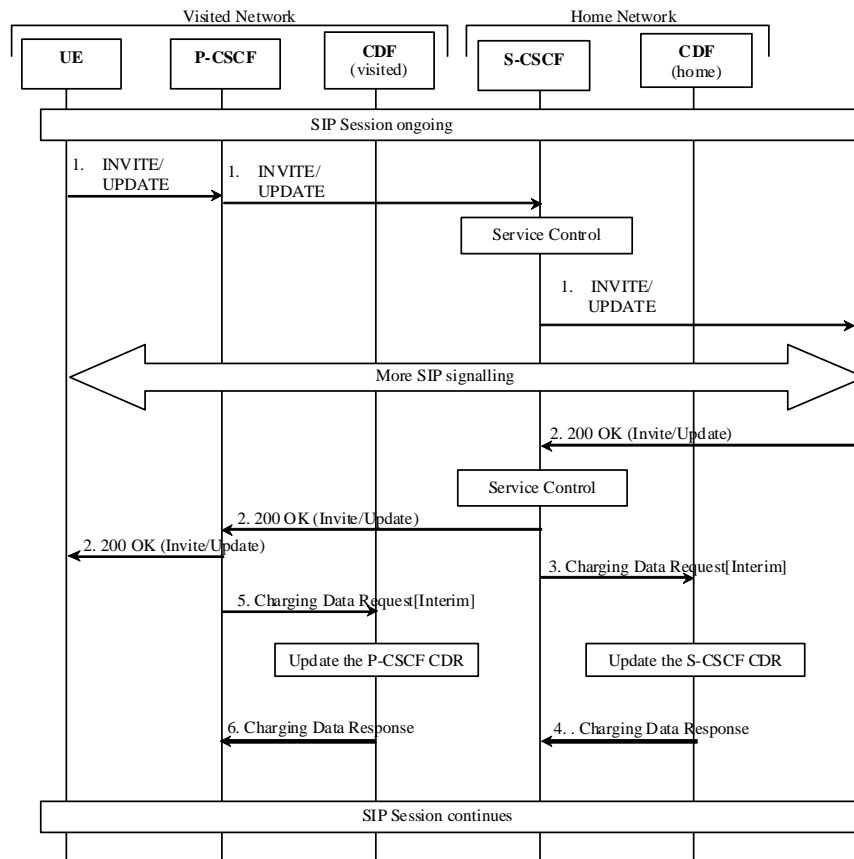 Visited Network
Home Network
UE
P-CSCF
CDF
(visited)
S-CSCF
CDF
(home)
SIP Session ongoing
1. INVITE/
UPDATE
1. INVITE/
UPDATE
Service Control
1. INVITE/
UPDATE
More SIP signalling
2. 200 OK (Invite/Update)
Service Control
2. 200 OK (Invite/Update)
2. 200 OK (Invite/Update)
3. Charging Data Request[Interim]
5. Charging Data Request[Interim]
Update the P-CSCF CDR
Update the S-CSCF CDR
6. Charging Data Response
4. . Charging Data Response
SIP Session continues